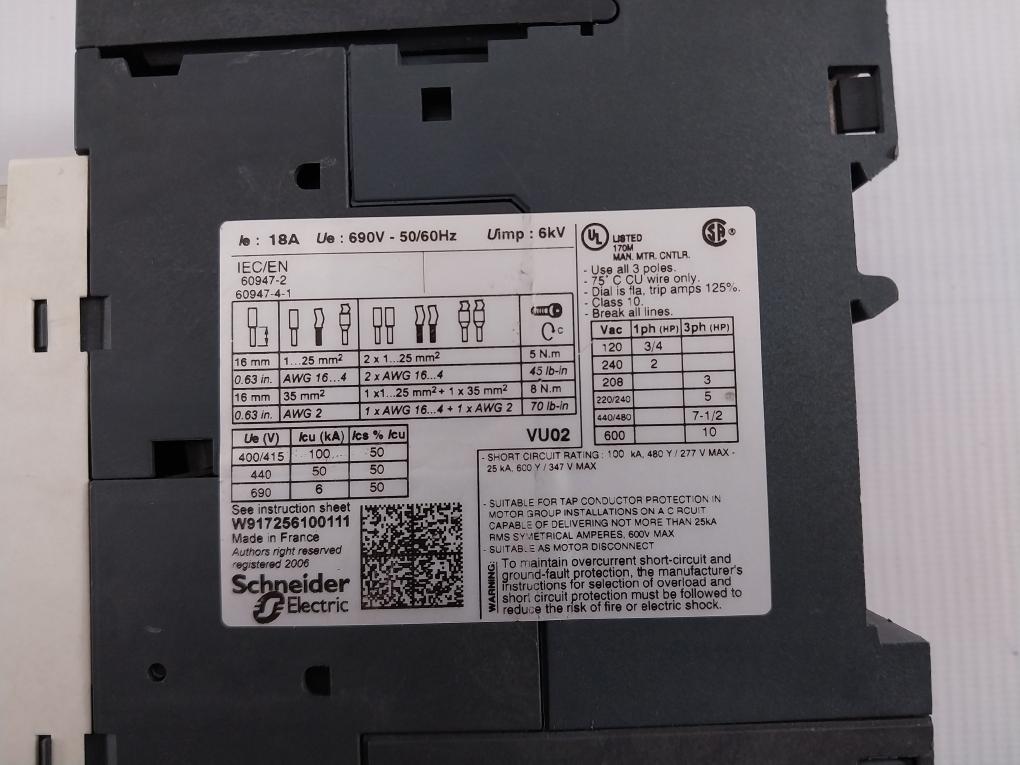 Ie : 18A Ue : 690V - 50/60Hz Uimp : 6kV
IEC/EN
60947-2
60947-4-1
C
16 mm 1...25 mm² 2 x 1...25 mm² 5 N.m
0.63 in. AWG 16...4 2 x AWG 16...4 45 lb-in
16 mm 35 mm² 1 x1...25 mm² + 1 x 35 mm² 8 N.m
0.63 in. AWG 2 1 x AWG 16...4 + 1 x AWG 2 70 lb-in
Ue (V) Icu (kA) Ics % Icu
400/415 100 50
440 50 50
690 6 50
VU02
See instruction sheet
W917256100111
Made in France
Authors right reserved
registered 2006
Schneider
Electric
UL LISTED
170M
MAN. MTR. CNTLR.
SA ®
- Use all 3 poles.
- 75° C CU wire only.
- Dial is fla, trip amps 125%.
- Class 10.
- Break all lines.
Vac 1ph (HP) 3ph (HP)
120 3/4
240 2
208 3
220/240 5
440/480 7-1/2
600 10
- SHORT CIRCUIT RATING : 100 kA, 480 Y / 277 V MAX -
25 kA, 600 Y / 347 V MAX
- SUITABLE FOR TAP CONDUCTOR PROTECTION IN
MOTOR GROUP INSTALLATIONS ON A C RCUIT
CAPABLE OF DELIVERING NOT MORE THAN 25kA
RMS SYMETRICAL AMPERES, 600V MAX
- SUITABLE AS MOTOR DISCONNECT
WARNING: To maintain overcurrent short-circuit and
ground-fault protection, the manufacturer's
instructions for selection of overload and
short circuit protection must be followed to
reduce the risk of fire or electric shock.